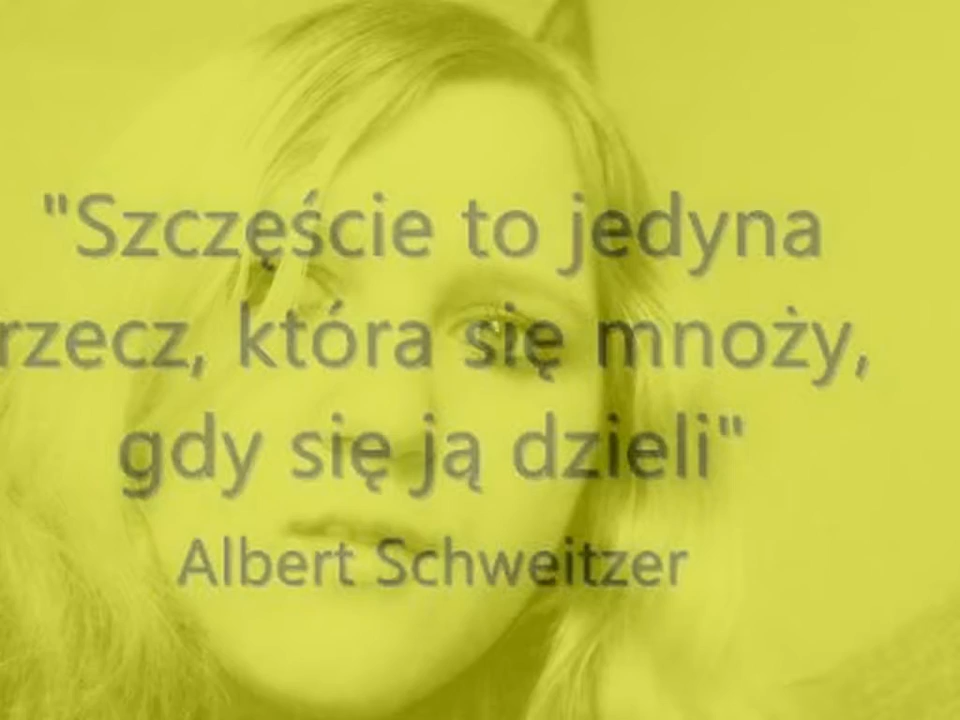 "Szczęście to jedyna
rzecz, która się mnoży,
gdy się ją dzieli"
Albert Schweitzer